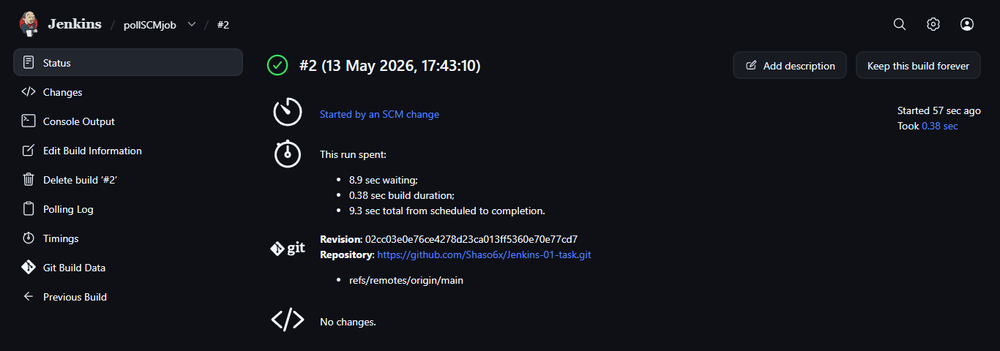 Jenkins / pollSCMjob / #2
Status
Changes
Console Output
Edit Build Information
Delete build ‘#2’
Polling Log
Timings
Git Build Data
Previous Build
#2 (13 May 2026, 17:43:10)
Add description
Keep this build forever
Started by an SCM change
Started 57 sec ago
Took 0.38 sec
This run spent:
• 8.9 sec waiting;
• 0.38 sec build duration;
• 9.3 sec total from scheduled to completion.
git
Revision: 02cc03e0e76ce4278d23ca013ff5360e70e77cd7
Repository: https://github.com/Shaso6x/Jenkins-01-task.git
• refs/remotes/origin/main
No changes.